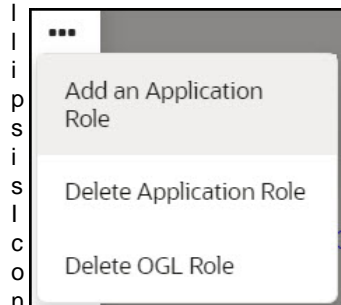 l
l
i
p
s
i
s
I
c
o
n
Add an Application
Role
Delete Application Role
Delete OGL Role